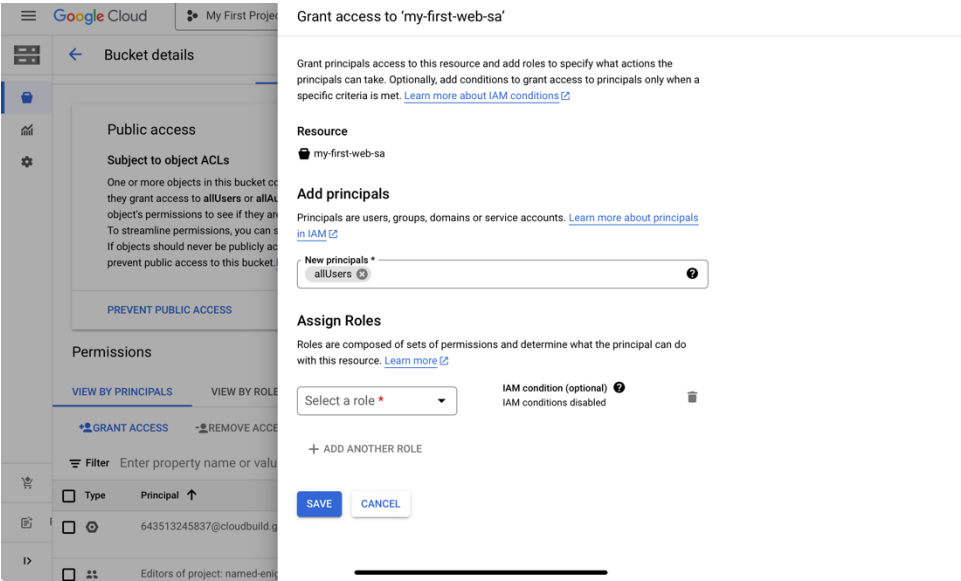 Google Cloud
My First Projec
Bucket details
Public access
Subject to object ACLs
One or more objects in this bucket co
they grant access to allUsers or allAu
object's permissions to see if they are
To streamline permissions, you can s
If objects should never be publicly ac
prevent public access to this bucket.
PREVENT PUBLIC ACCESS
Permissions
VIEW BY PRINCIPALS
VIEW BY ROLE
GRANT ACCESS
REMOVE ACCE
Filter Enter property name or valu
Type Principal
643513245837@cloudbuild.g
Editors of project: named-enig
Grant access to ‘my-first-web-sa’
Grant principals access to this resource and add roles to specify what actions the
principals can take. Optionally, add conditions to grant access to principals only when a
specific criteria is met. Learn more about IAM conditions
Resource
my-first-web-sa
Add principals
Principals are users, groups, domains or service accounts. Learn more about principals
in IAM
New principals *
allUsers
Assign Roles
Roles are composed of sets of permissions and determine what the principal can do
with this resource. Learn more
Select a role *
IAM condition (optional)
IAM conditions disabled
+ ADD ANOTHER ROLE
SAVE
CANCEL